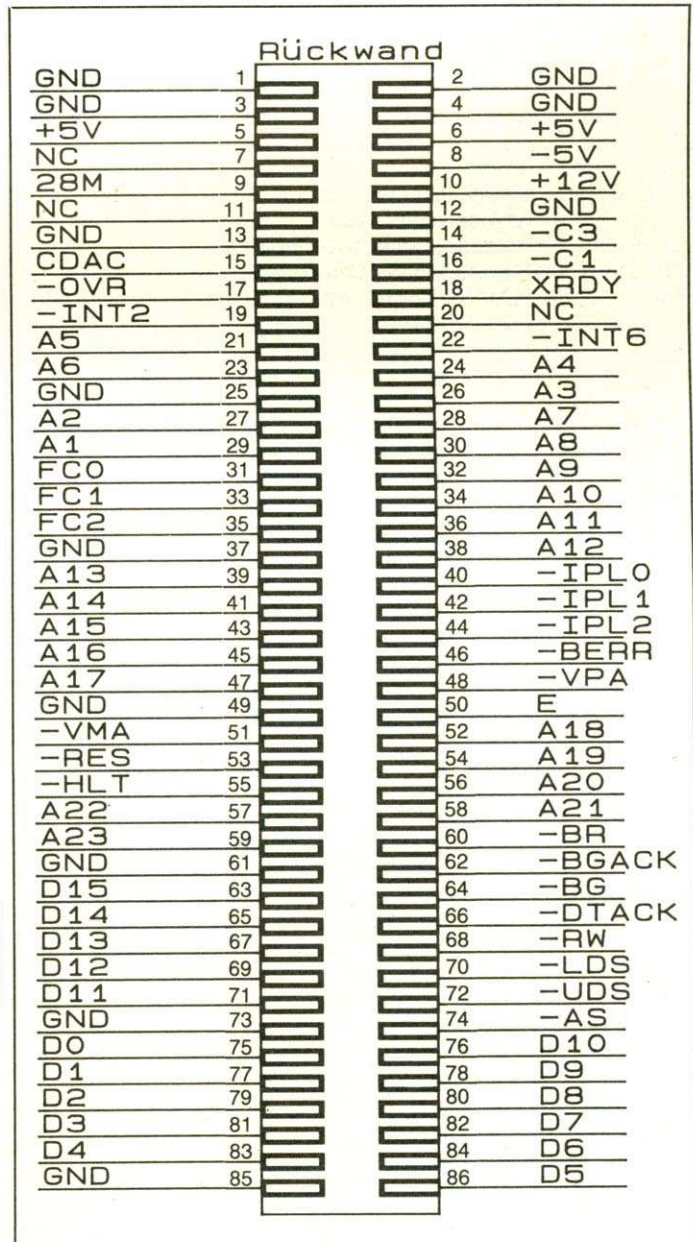 Rückwand
GND 1 2 GND
GND 3 4 GND
+5V 5 6 +5V
NC 7 8 -5V
28M 9 10 +12V
NC 11 12 GND
GND 13 14 -C3
CDAC 15 16 -C1
-OVR 17 18 XRDY
-INT2 19 20 NC
A5 21 22 -INT6
A6 23 24 A4
GND 25 26 A3
A2 27 28 A7
A1 29 30 A8
FC0 31 32 A9
FC1 33 34 A10
FC2 35 36 A11
GND 37 38 A12
A13 39 40 -IPL0
A14 41 42 -IPL1
A15 43 44 -IPL2
A16 45 46 -BERR
A17 47 48 -VPA
GND 49 50 E
-VMA 51 52 A18
-RES 53 54 A19
-HLT 55 56 A20
A22 57 58 A21
A23 59 60 -BR
GND 61 62 -BGACK
D15 63 64 -BG
D14 65 66 -DTACK
D13 67 68 -RW
D12 69 70 -LDS
D11 71 72 -UDS
GND 73 74 -AS
D0 75 76 D10
D1 77 78 D9
D2 79 80 D8
D3 81 82 D7
D4 83 84 D6
GND 85 86 D5